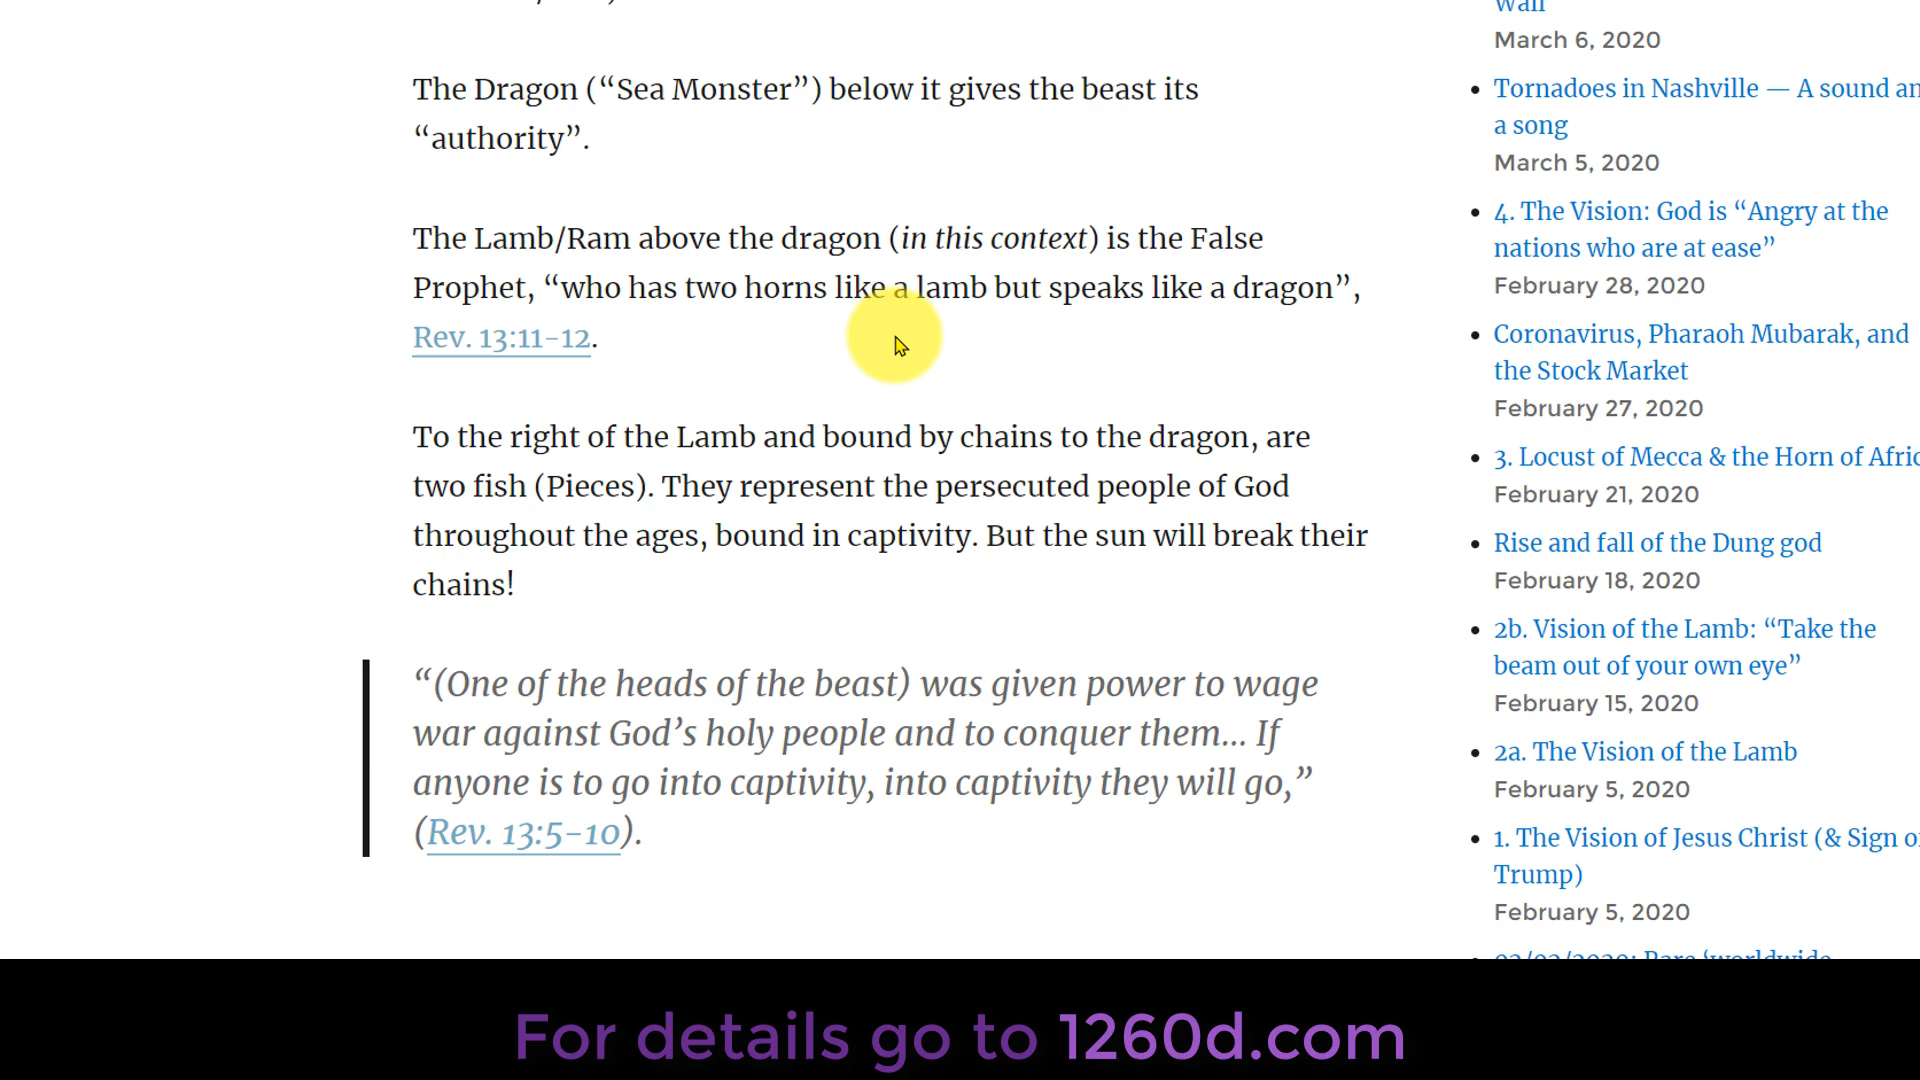 The Dragon (“Sea Monster”) below it gives the beast its
“authority”.
The Lamb/Ram above the dragon (in this context) is the False
Prophet, “who has two horns like a lamb but speaks like a dragon”,
Rev. 13:11-12.
To the right of the Lamb and bound by chains to the dragon, are
two fish (Pieces). They represent the persecuted people of God
throughout the ages, bound in captivity. But the sun will break their
chains!
“(One of the heads of the beast) was given power to wage
war against God’s holy people and to conquer them... If
anyone is to go into captivity, into captivity they will go,”
(Rev. 13:5-10).
Wall
March 6, 2020
Tornadoes in Nashville — A sound
a song
March 5, 2020
4. The Vision: God is “Angry at the
nations who are at ease”
February 28, 2020
Coronavirus, Pharaoh Mubarak, and
the Stock Market
February 27, 2020
3. Locust of Mecca & the Horn of
February 21, 2020
Rise and fall of the Dung god
February 18, 2020
2b. Vision of the Lamb: “Take the
beam out of your own eye”
February 15, 2020
2a. The Vision of the Lamb
February 5, 2020
1. The Vision of Jesus Christ (& Sign
Trump)
February 5, 2020
For details go to 1260d.com